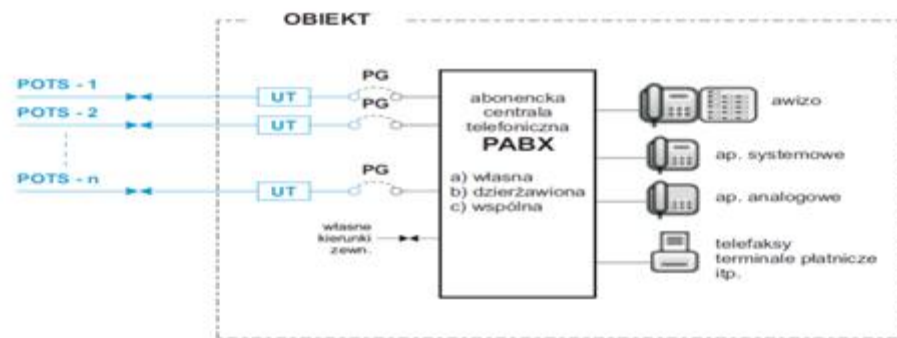 OBIEKT
POTS - 1
UT
PG
POTS - 2
UT
PG
POTS - n
UT
PG
własne
kierunki
zewn.
abonencka
centrala
telefoniczna
PABX
a) własna
b) dzierżawiona
c) wspólna
awizo
ap. systemowe
ap. analogowe
telefaksy
terminale płatnicze
itp.